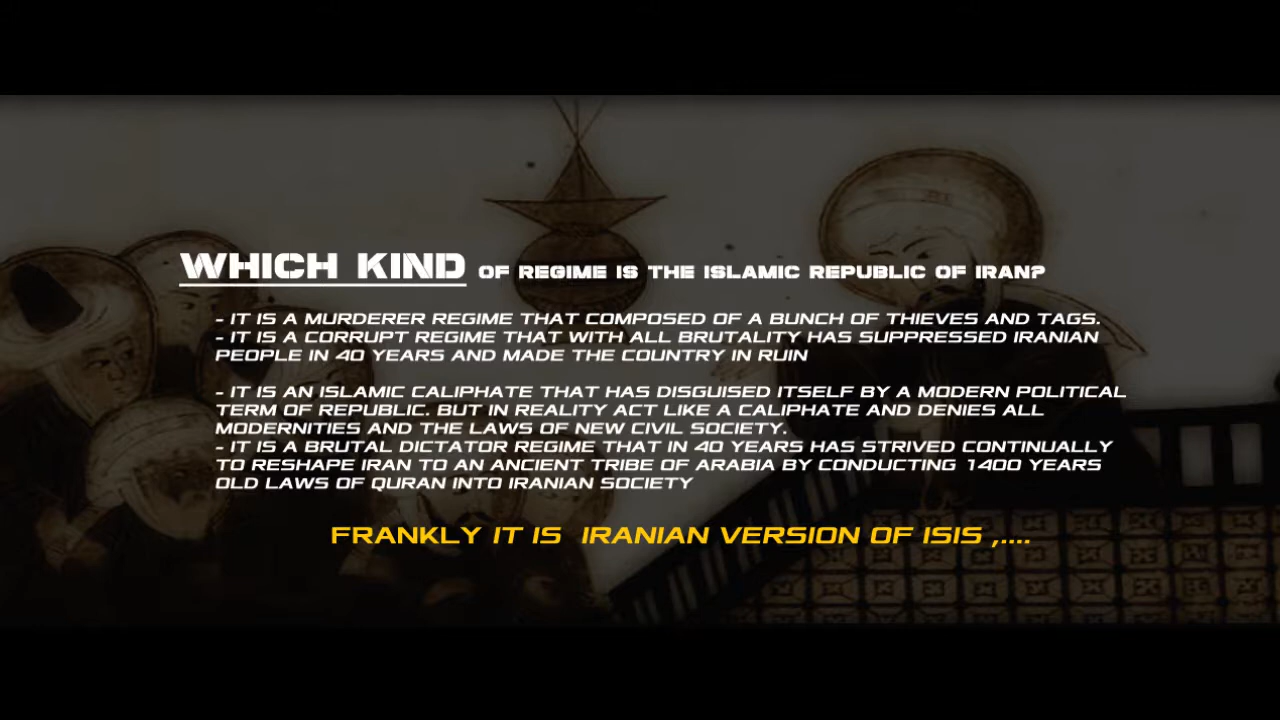 WHICH KIND OF REGIME IS THE ISLAMIC REPUBLIC OF IRAN?
- IT IS A MURDERER REGIME THAT COMPOSED OF A BUNCH OF THIEVES AND TAGS.
- IT IS A CORRUPT REGIME THAT WITH ALL BRUTALITY HAS SUPPRESSED IRANIAN
PEOPLE IN 40 YEARS AND MADE THE COUNTRY IN RUIN
- IT IS AN ISLAMIC CALIPHATE THAT HAS DISGUISED ITSELF BY A MODERN POLITICAL
TERM OF REPUBLIC. BUT IN REALITY ACT LIKE A CALIPHATE AND DENIES ALL
MODERNITIES AND THE LAWS OF NEW CIVIL SOCIETY.
- IT IS A BRUTAL DICTATOR REGIME THAT IN 40 YEARS HAS STRIVED CONTINUALLY
TO RESHAPE IRAN TO AN ANCIENT TRIBE OF ARABIA BY CONDUCTING 1400 YEARS
OLD LAWS OF QURAN INTO IRANIAN SOCIETY
FRANKLY IT IS IRANIAN VERSION OF ISIS ,....